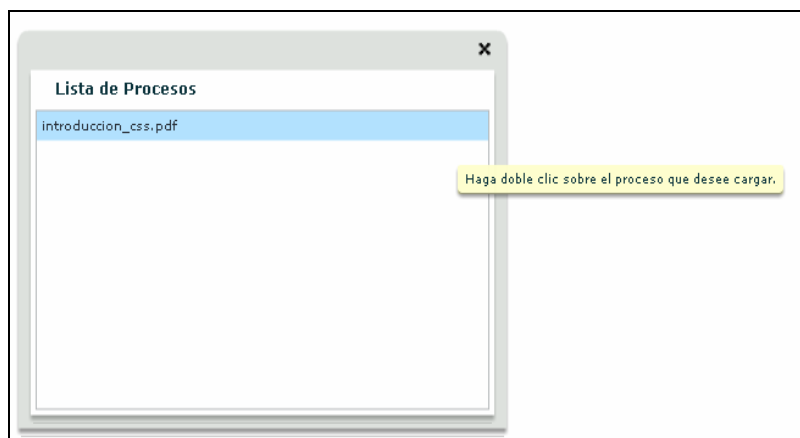 Lista de Procesos
introduccion_css.pdf
Haga doble clic sobre el proceso que desee cargar.